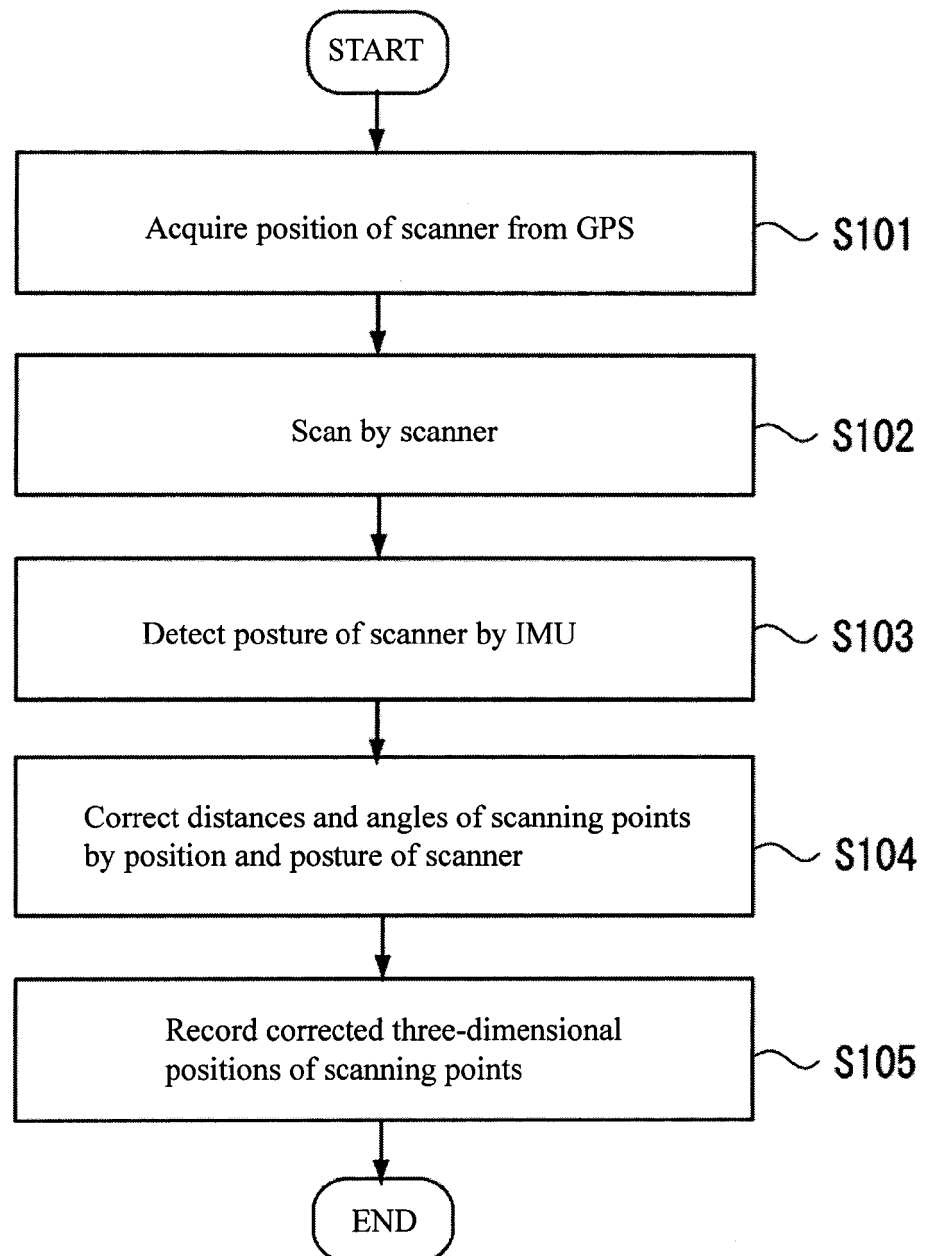 START
Acquire position of scanner from GPS
S101
Scan by scanner
S102
Detect posture of scanner by IMU
S103
Correct distances and angles of scanning points
by position and posture of scanner
S104
Record corrected three-dimensional
positions of scanning points
S105
END